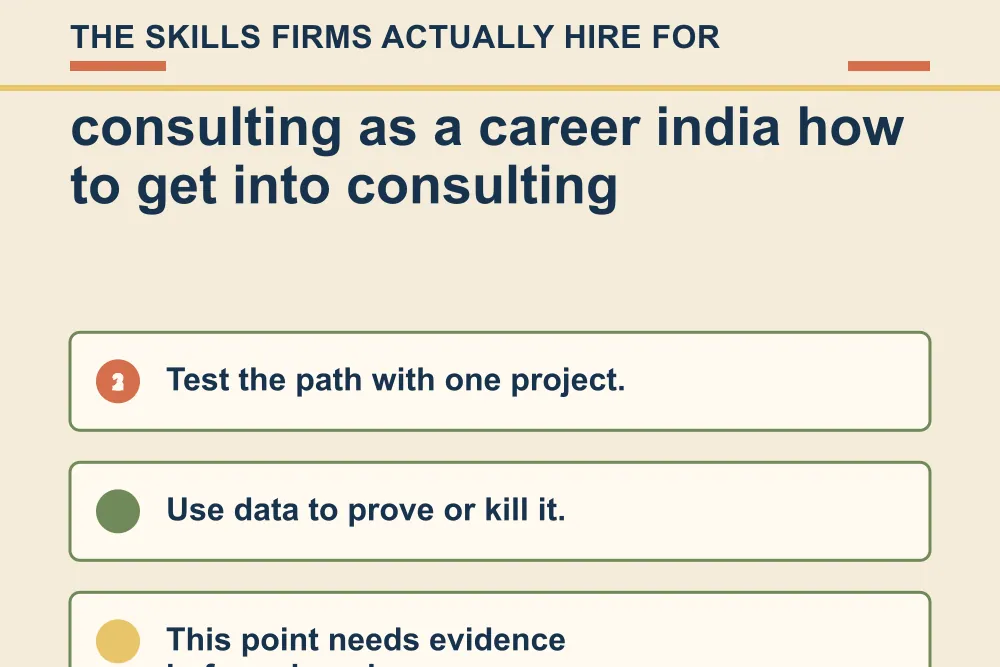 THE SKILLS FIRMS ACTUALLY HIRE FOR
consulting as a career india how
to get into consulting
Test the path with one project.
Use data to prove or kill it.
This point needs evidence